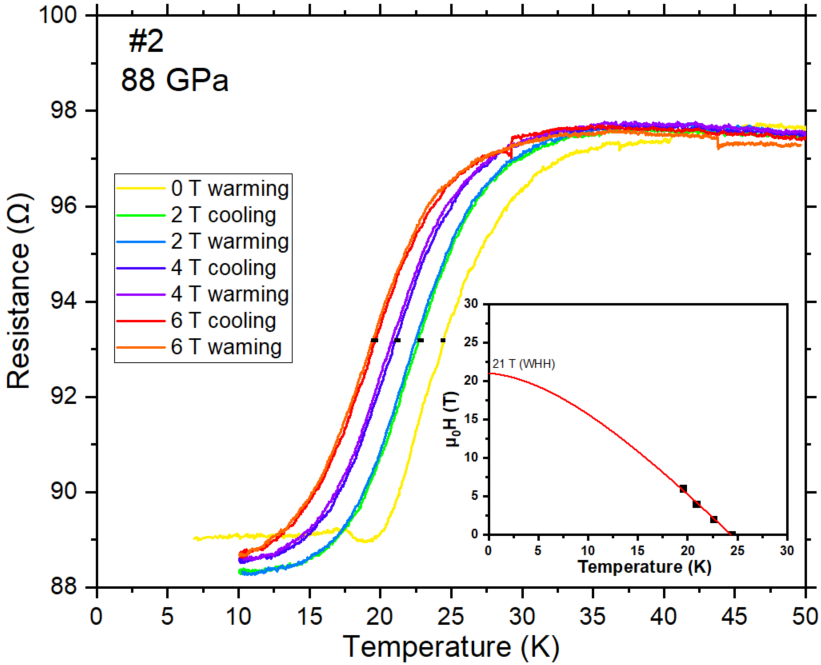 #2
88 GPa
100
98
96
94
92
90
88
Resistance (Ω)
0 T warming
2 T cooling
2 T warming
4 T cooling
4 T warming
6 T cooling
6 T waming
0 5 10 15 20 25 30 35 40 45 50
Temperature (K)
30
25
20
15
10
5
0
μ0H (T)
21 T (WHH)
0 5 10 15 20 25 30
Temperature (K)